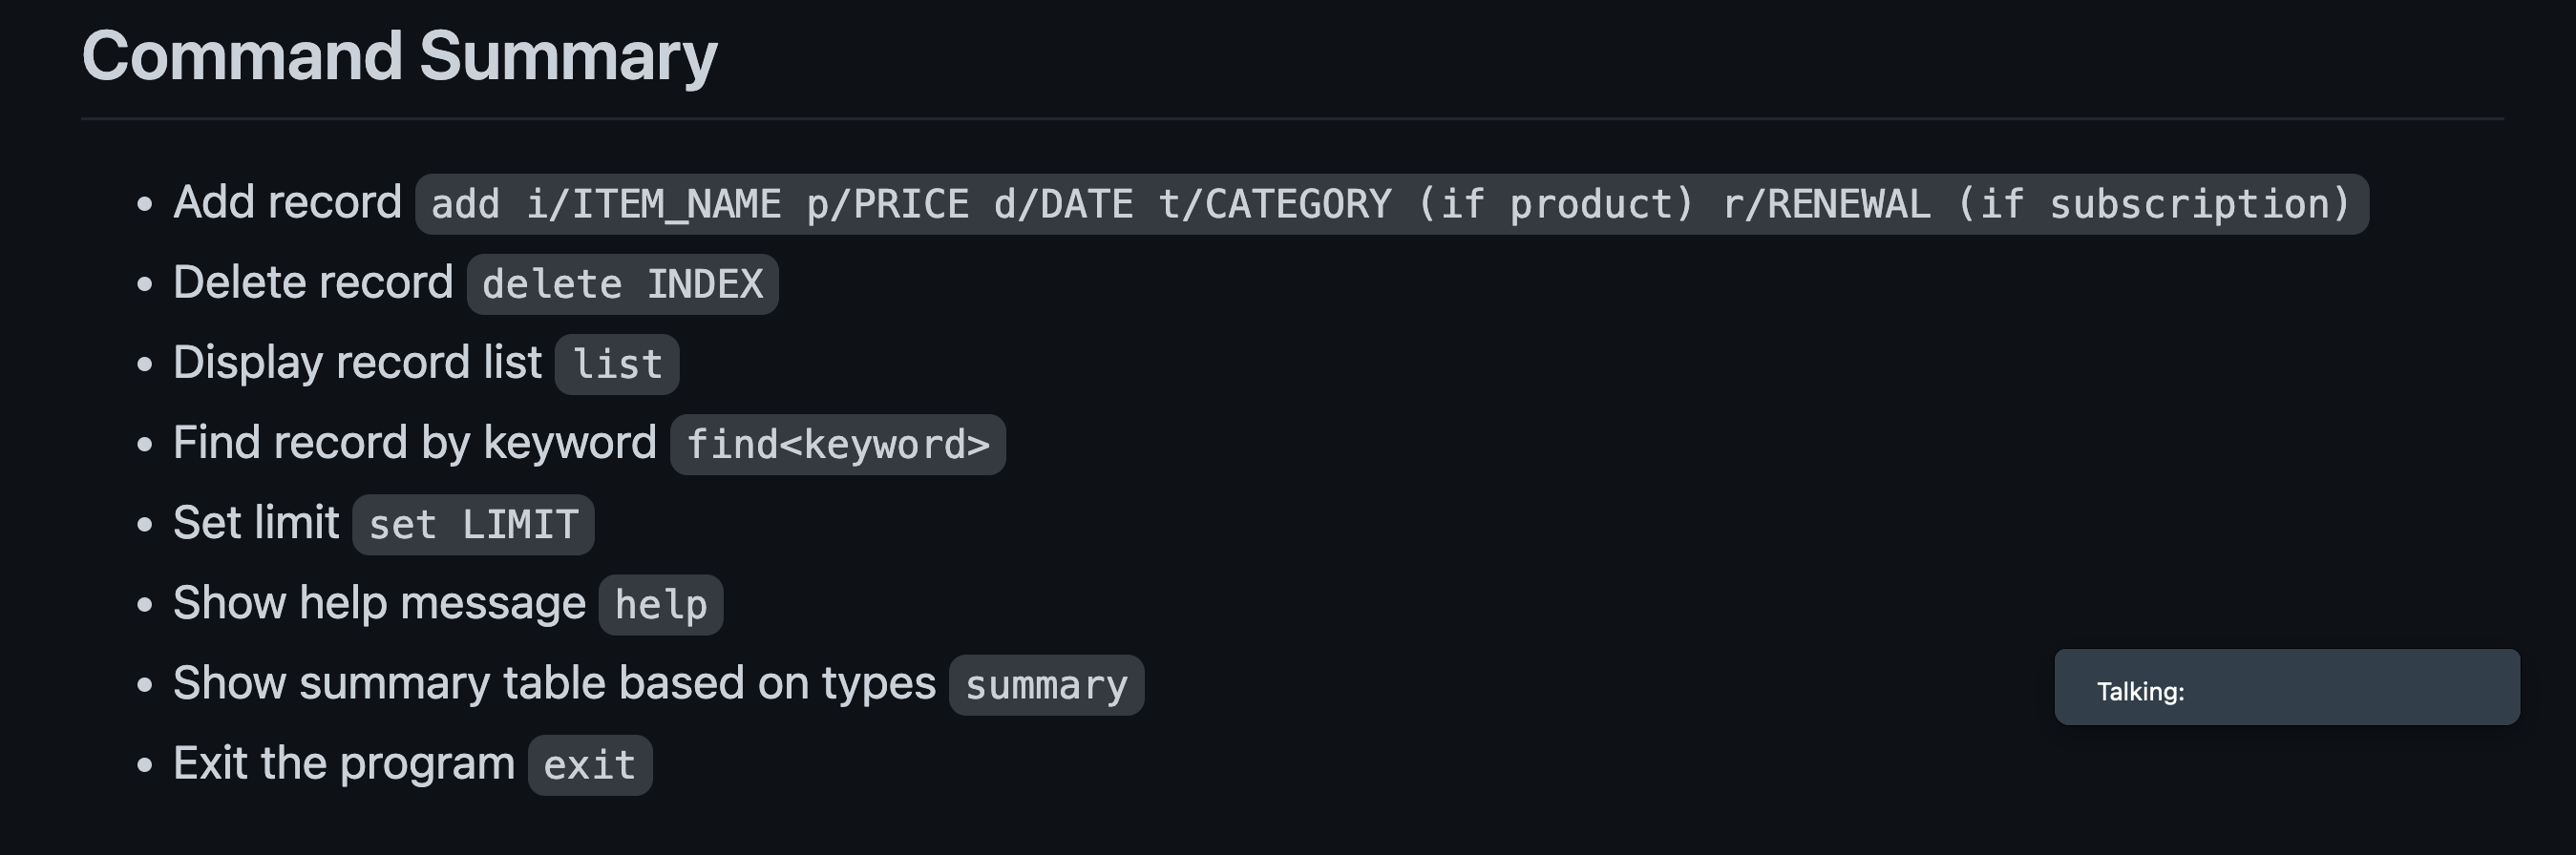 Command Summary
• Add record add i/ITEM_NAME p/PRICE d/DATE t/CATEGORY (if product) r/RENEWAL (if subscription)
• Delete record delete INDEX
• Display record list list
• Find record by keyword find<keyword>
• Set limit set LIMIT
• Show help message help
• Show summary table based on types summary
Talking:
• Exit the program exit